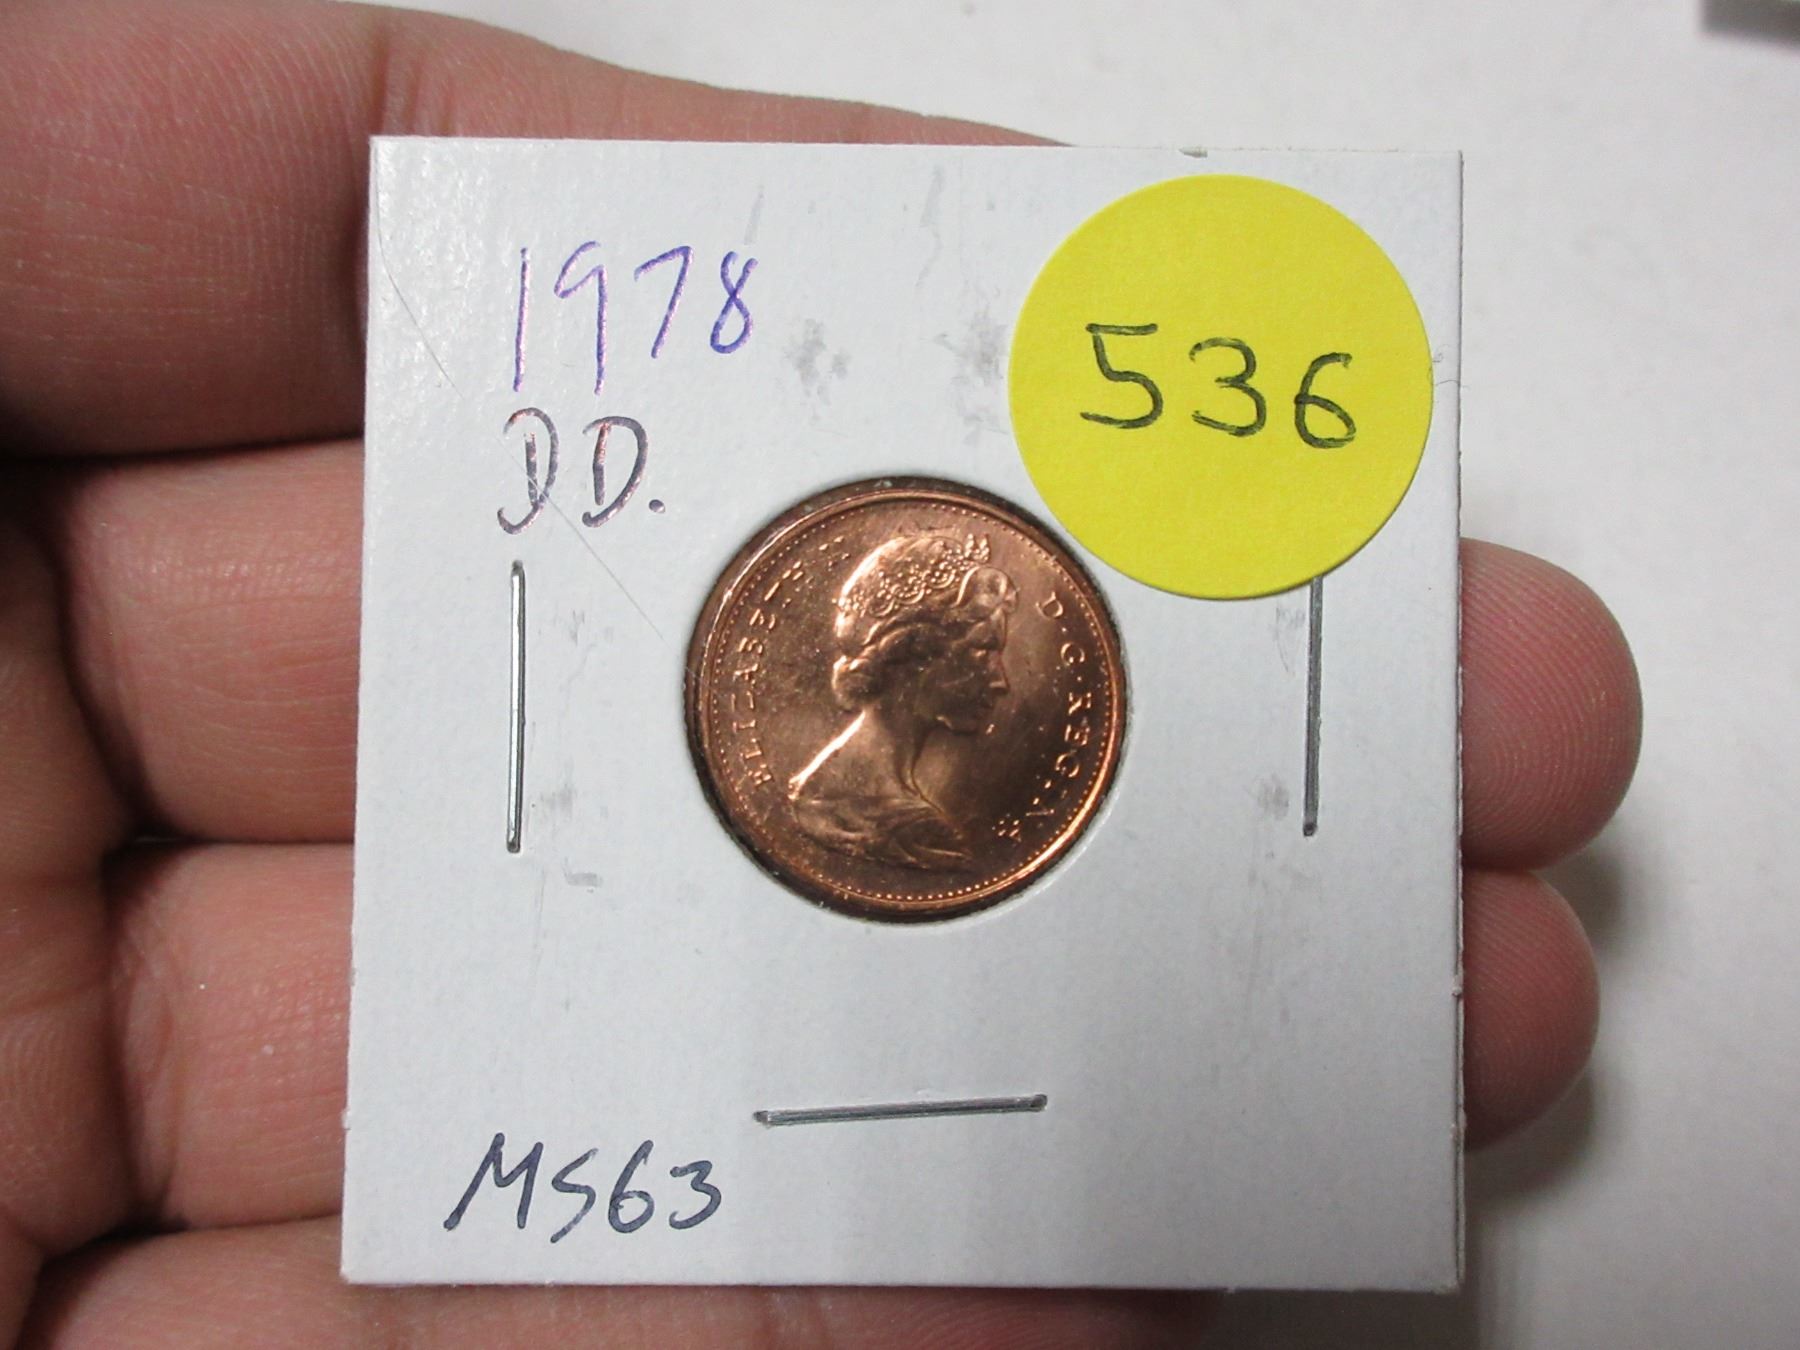 1978
DD.
536
ELIZABETH II D·G·REGINA
MS63